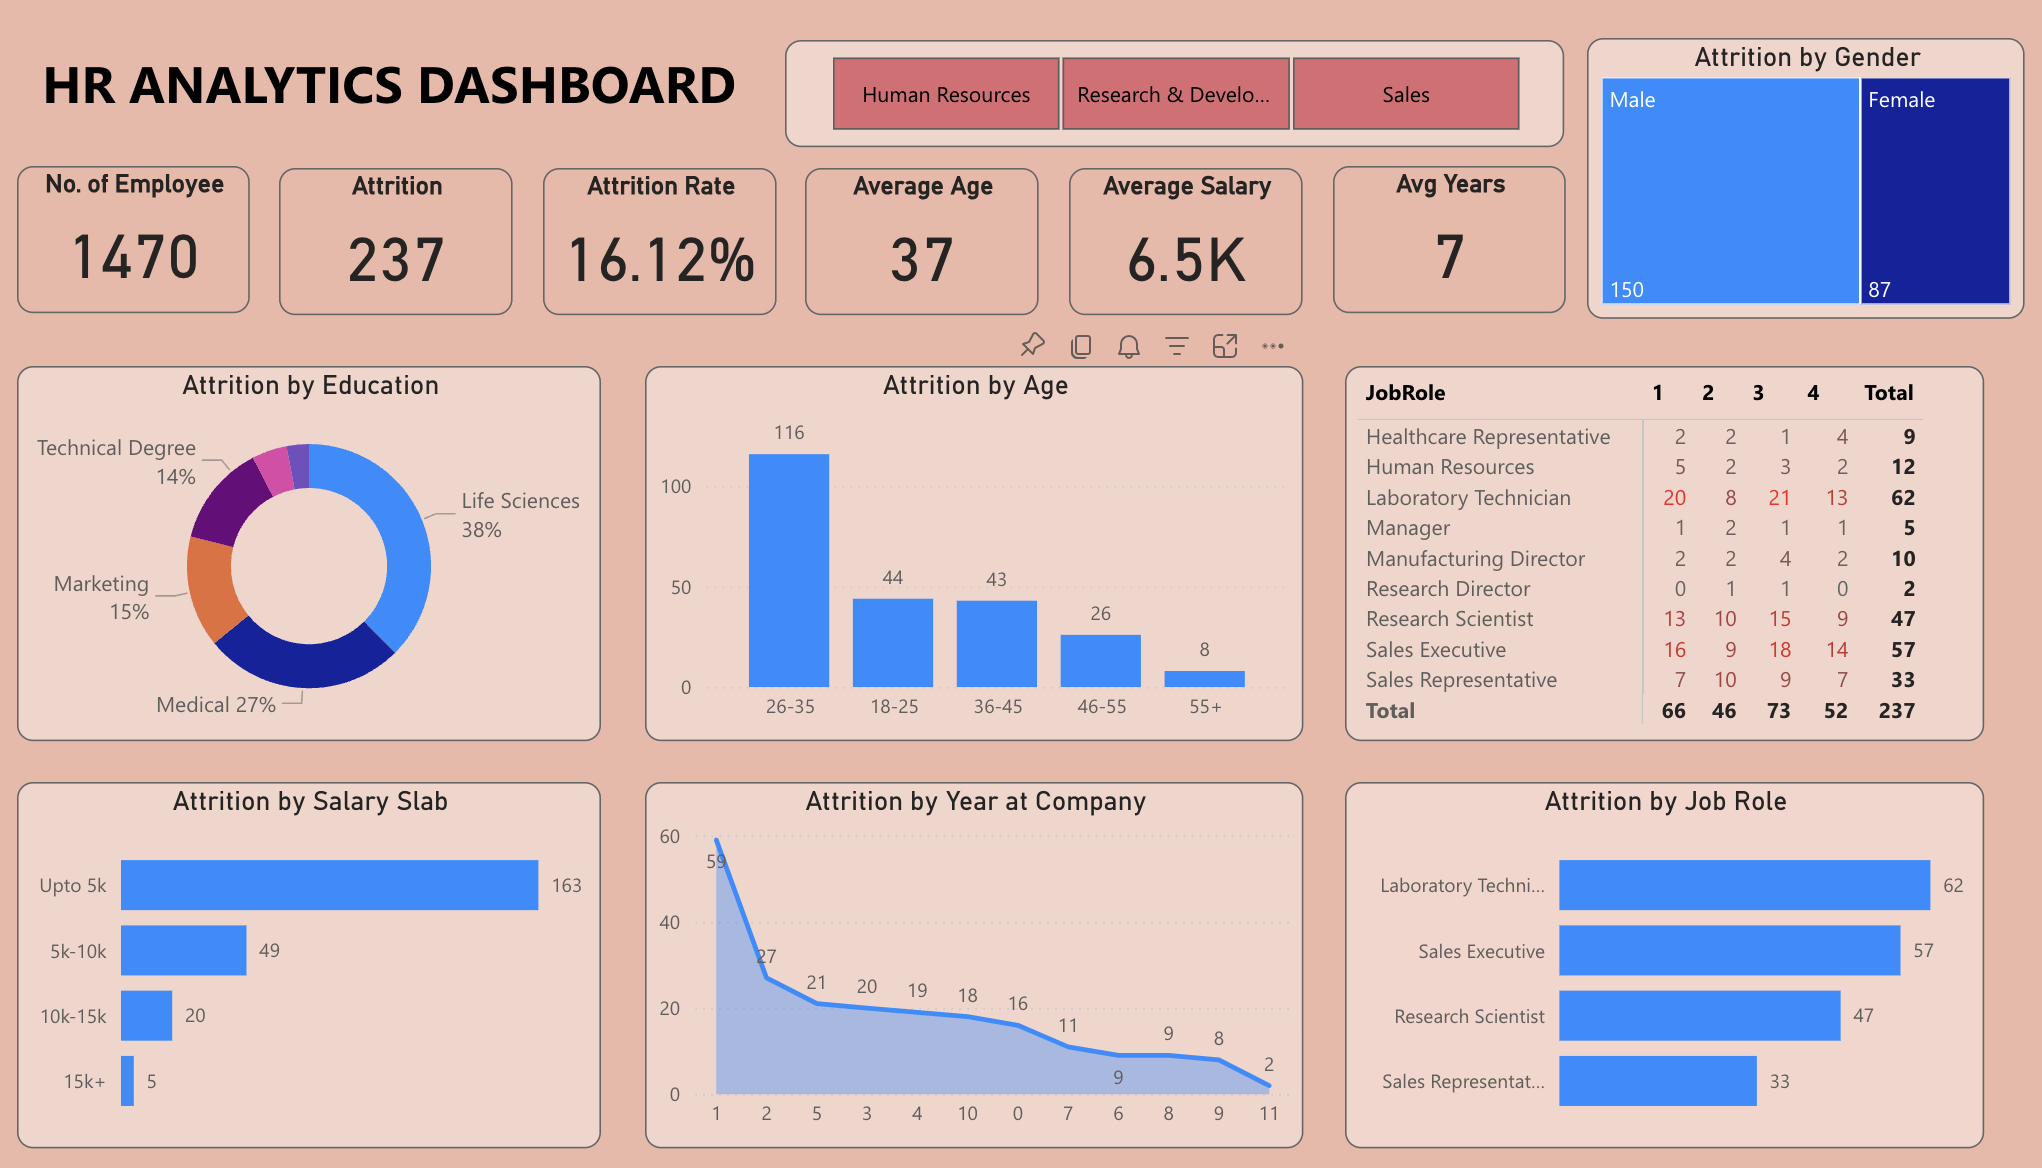 HR ANALYTICS DASHBOARD
Human Resources
Research & Develo...
Sales
Attrition by Gender
Male
Female
150
87
No. of Employee
1470
Attrition
237
Attrition Rate
16.12%
Average Age
37
Average Salary
6.5K
Avg Years
7
Attrition by Education
Technical Degree
14%
Life Sciences
38%
Marketing
15%
Medical 27%
Attrition by Age
116
100
44
43
50
26
8
0
26-35 18-25 36-45 46-55 55+
JobRole 1 2 3 4 Total
Healthcare Representative 2 2 1 4 9
Human Resources 5 2 3 2 12
Laboratory Technician 20 8 21 13 62
Manager 1 2 1 1 5
Manufacturing Director 2 2 4 2 10
Research Director 0 1 1 0 2
Research Scientist 13 10 15 9 47
Sales Executive 16 9 18 14 57
Sales Representative 7 10 9 7 33
Total 66 46 73 52 237
Attrition by Salary Slab
Upto 5k 163
5k-10k 49
10k-15k 20
15k+ 5
Attrition by Year at Company
60
59
40
27
21 20 19 18 16
20
11
9
8
9
2
0
1 2 5 3 4 10 0 7 6 8 9 11
Attrition by Job Role
Laboratory Techni... 62
Sales Executive 57
Research Scientist 47
Sales Representat... 33